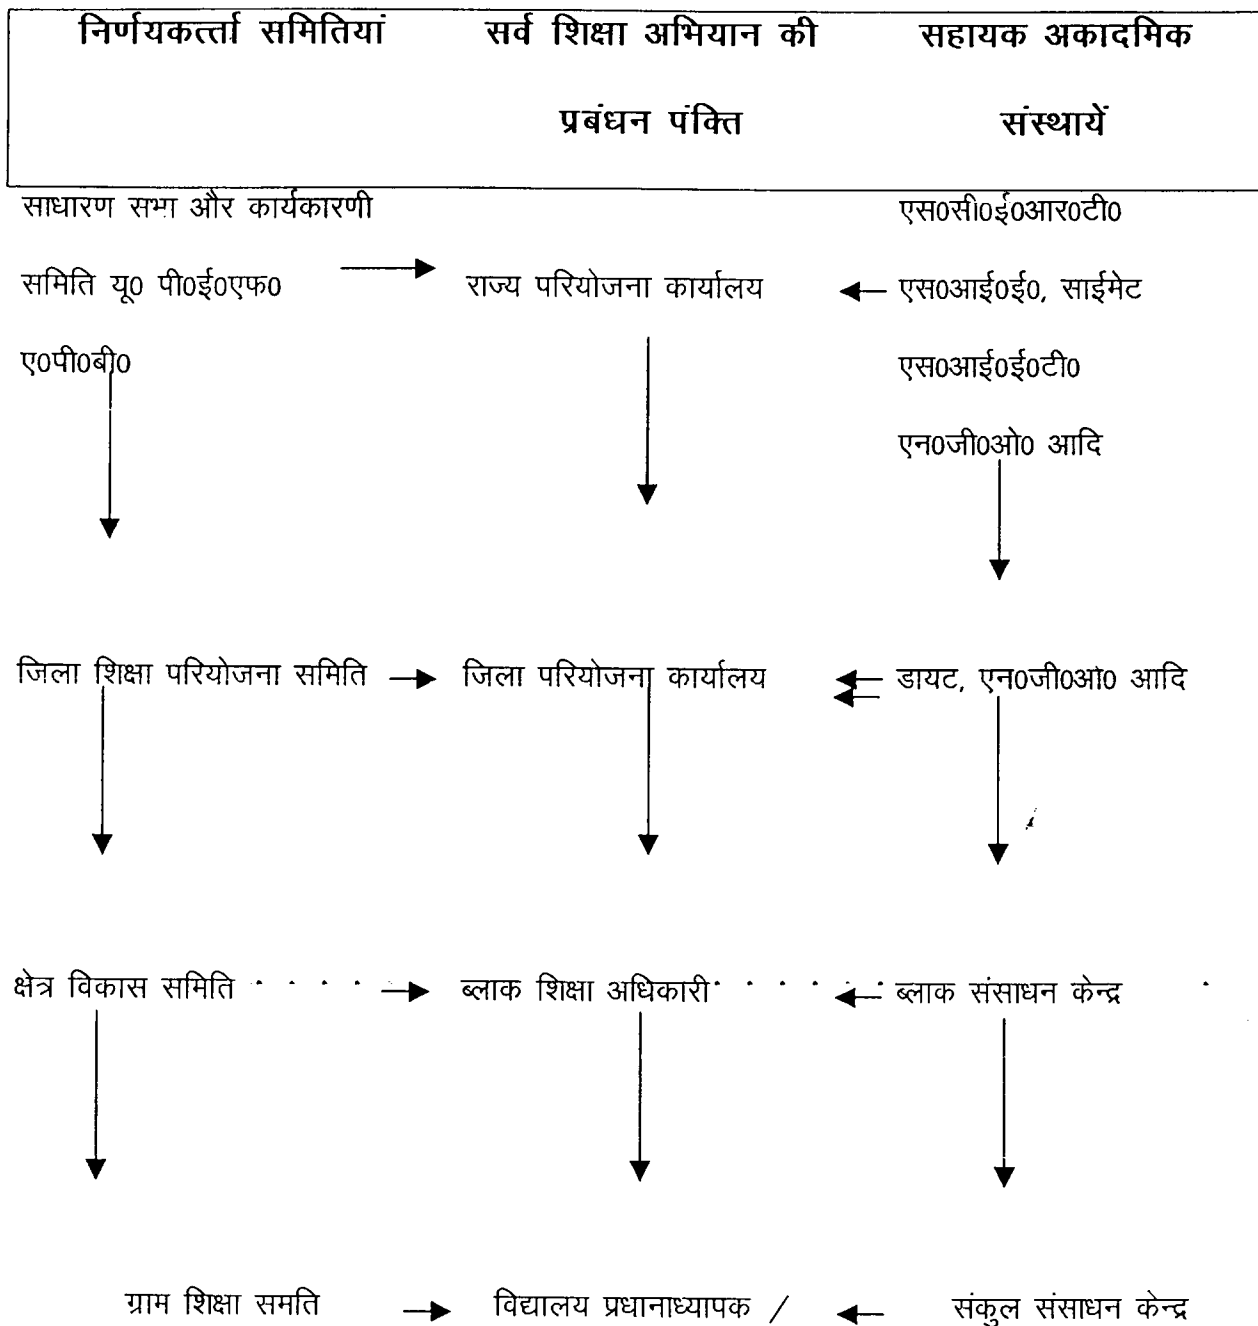 निर्णयकर्त्ता समितियां सर्व शिक्षा अभियान की सहायक अकादमिक
प्रबंधन पंक्ति संस्थायें
साधारण सभा और कार्यकारणी एस0सी0ई0आर0टी0
समिति यू0 पी0ई0एफ0 राज्य परियोजना कार्यालय एस0आई0ई0, साईमेट
ए0पी0बी0 एस0आई0ई0टी0
एन0जी0ओ0 आदि
जिला शिक्षा परियोजना समिति जिला परियोजना कार्यालय डायट, एन0जी0ओ0 आदि
क्षेत्र विकास समिति ब्लाक शिक्षा अधिकारी ब्लाक संसाधन केन्द्र
ग्राम शिक्षा समति विद्यालय प्रधानाध्यापक / संकुल संसाधन केन्द्र